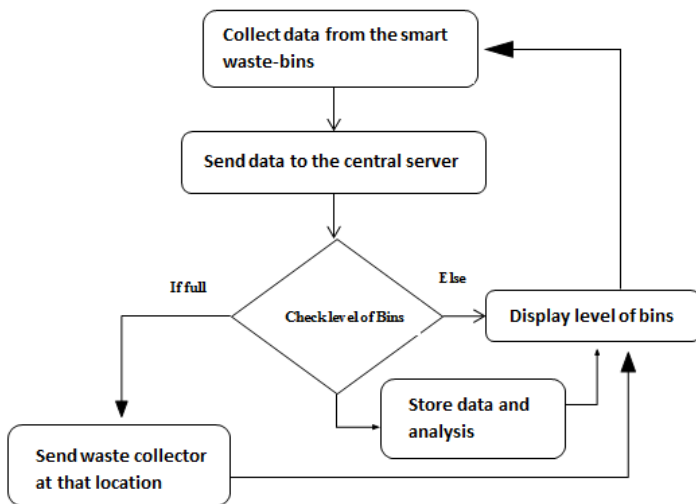 Collect data from the smart
waste-bins
Send data to the central server
If full
Else
Check level of Bins
Display level of bins
Store data and
analysis
Send waste collector
at that location